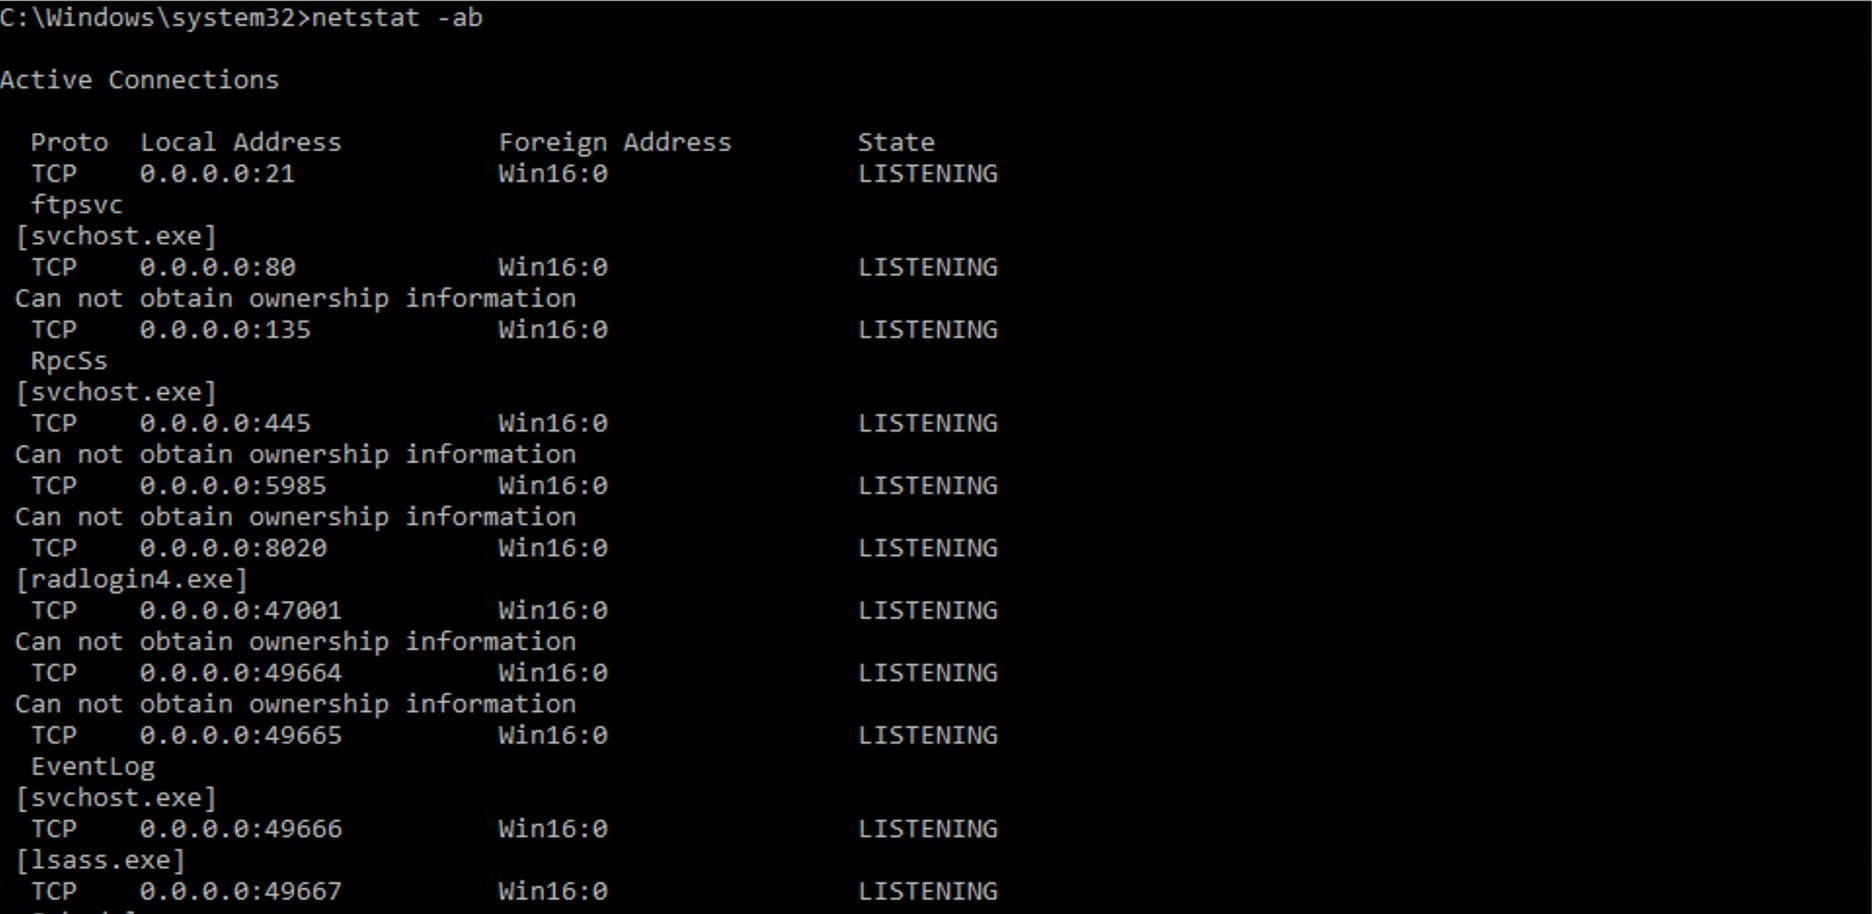 C:\Windows\system32>netstat -ab
Active Connections
Proto  Local Address          Foreign Address        State
TCP    0.0.0.0:21             Win16:0                LISTENING
ftpsvc
[svchost.exe]
TCP    0.0.0.0:80             Win16:0                LISTENING
Can not obtain ownership information
TCP    0.0.0.0:135            Win16:0                LISTENING
RpcSs
[svchost.exe]
TCP    0.0.0.0:445            Win16:0                LISTENING
Can not obtain ownership information
TCP    0.0.0.0:5985           Win16:0                LISTENING
Can not obtain ownership information
TCP    0.0.0.0:8020           Win16:0                LISTENING
[radlogin4.exe]
TCP    0.0.0.0:47001          Win16:0                LISTENING
Can not obtain ownership information
TCP    0.0.0.0:49664          Win16:0                LISTENING
Can not obtain ownership information
TCP    0.0.0.0:49665          Win16:0                LISTENING
EventLog
[svchost.exe]
TCP    0.0.0.0:49666          Win16:0                LISTENING
[lsass.exe]
TCP    0.0.0.0:49667          Win16:0                LISTENING